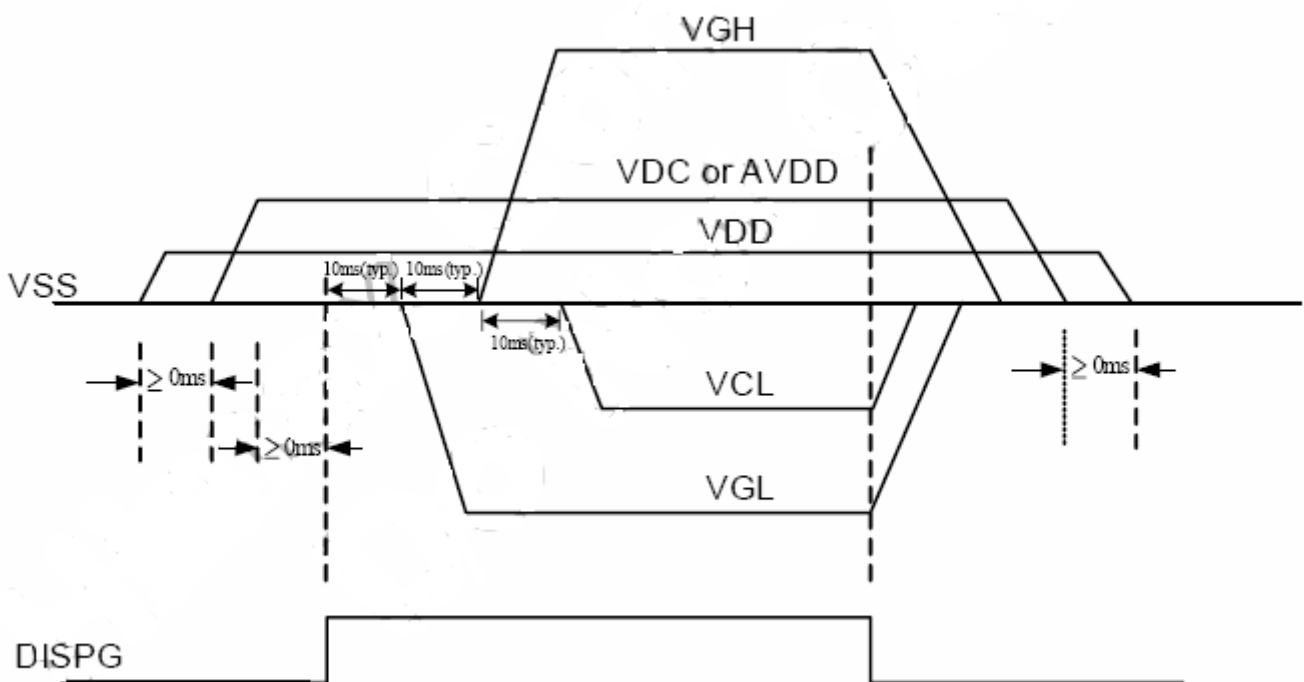 VGH
VDC or AVDD
VDD
10ms(typ.) 10ms(typ.)
VSS
10ms(typ.)
≥ 0ms
≥ 0ms
VCL
≥ 0ms
VGL
DISPG